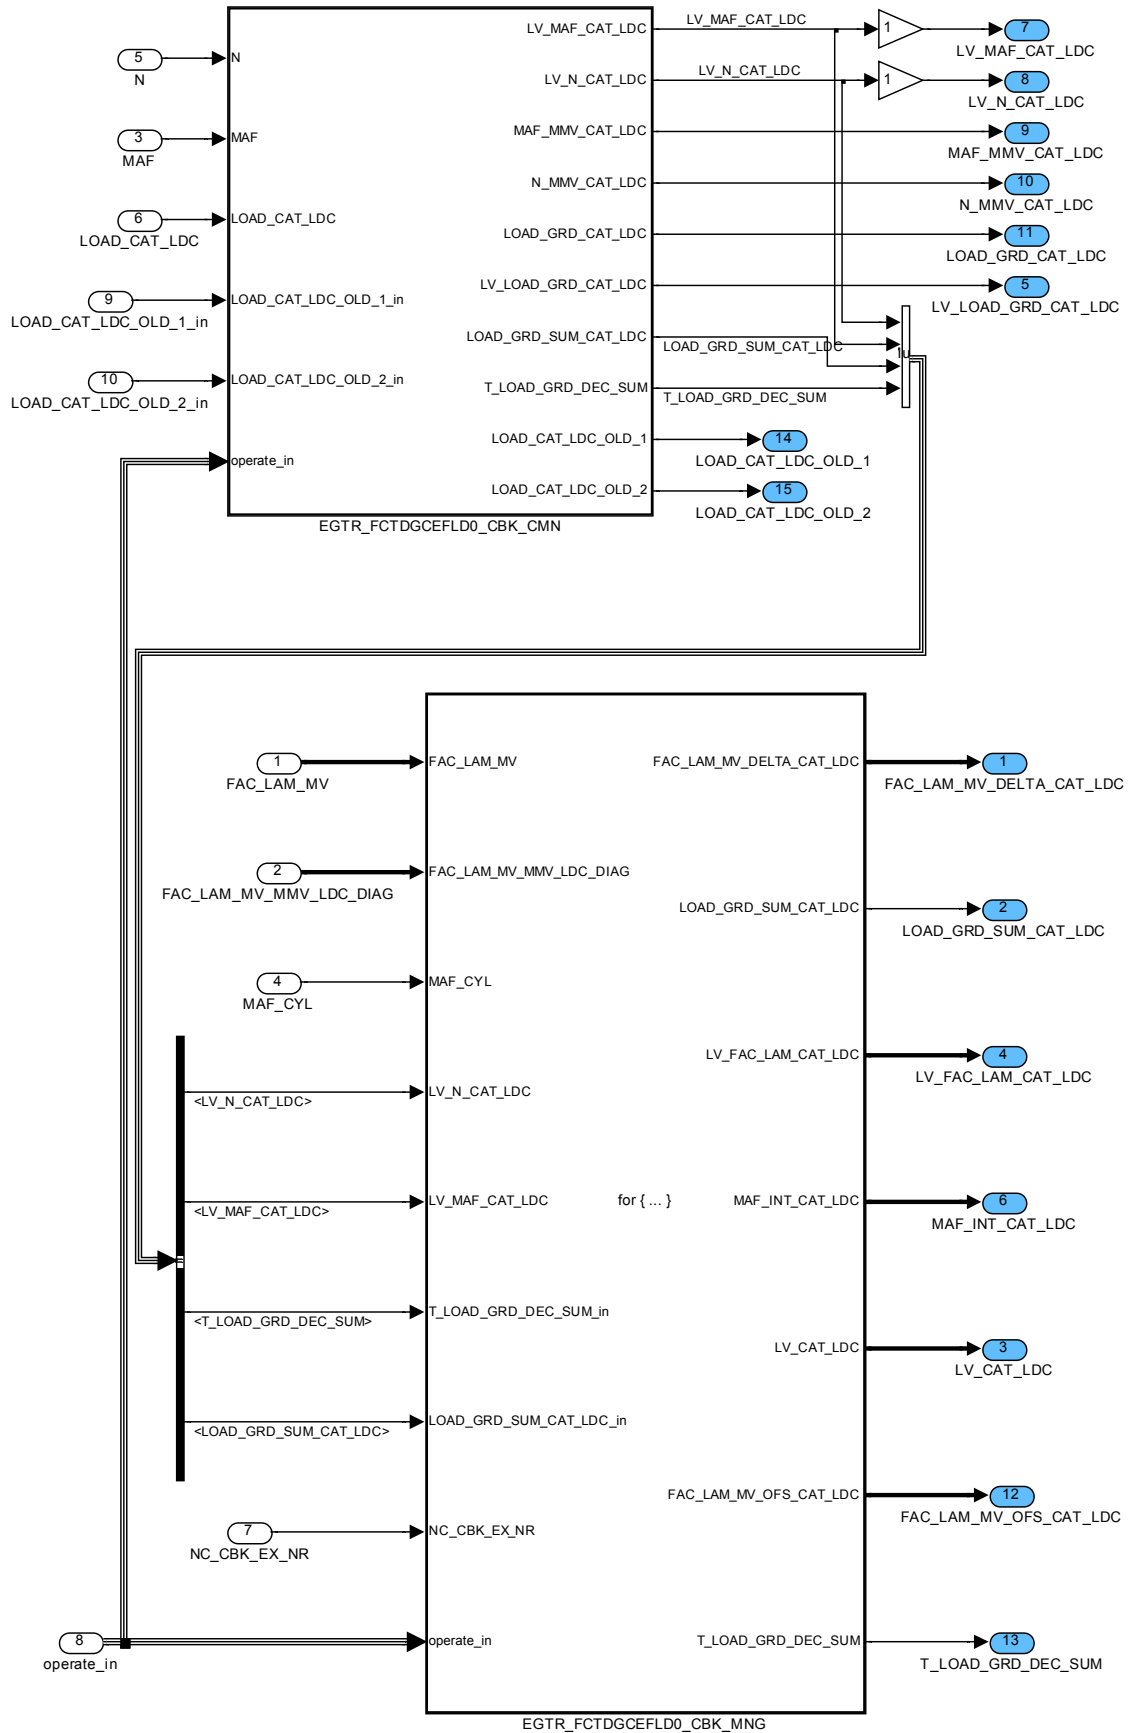 LV_MAF_CAT_LDC
LV_MAF_CAT_LDC
1
7
LV_MAF_CAT_LDC
5
N
N
LV_N_CAT_LDC
LV_N_CAT_LDC
1
8
LV_N_CAT_LDC
3
MAF
MAF
MAF_MMV_CAT_LDC
9
MAF_MMV_CAT_LDC
N_MMV_CAT_LDC
10
N_MMV_CAT_LDC
6
LOAD_CAT_LDC
LOAD_CAT_LDC
LOAD_GRD_CAT_LDC
11
LOAD_GRD_CAT_LDC
9
LOAD_CAT_LDC_OLD_1_in
LOAD_CAT_LDC_OLD_1_in
LV_LOAD_GRD_CAT_LDC
5
LV_LOAD_GRD_CAT_LDC
LOAD_GRD_SUM_CAT_LDC
LOAD_GRD_SUM_CAT_LDC
10
LOAD_CAT_LDC_OLD_2_in
LOAD_CAT_LDC_OLD_2_in
T_LOAD_GRD_DEC_SUM
T_LOAD_GRD_DEC_SUM
LOAD_CAT_LDC_OLD_1
14
LOAD_CAT_LDC_OLD_1
operate_in
LOAD_CAT_LDC_OLD_2
15
LOAD_CAT_LDC_OLD_2
EGTR_FCTDGCEFLD0_CBK_CMN
1
FAC_LAM_MV
FAC_LAM_MV
FAC_LAM_MV_DELTA_CAT_LDC
1
FAC_LAM_MV_DELTA_CAT_LDC
2
FAC_LAM_MV_MMV_LDC_DIAG
FAC_LAM_MV_MMV_LDC_DIAG
LOAD_GRD_SUM_CAT_LDC
2
LOAD_GRD_SUM_CAT_LDC
4
MAF_CYL
MAF_CYL
LV_FAC_LAM_CAT_LDC
4
LV_FAC_LAM_CAT_LDC
<LV_N_CAT_LDC>
LV_N_CAT_LDC
<LV_MAF_CAT_LDC>
LV_MAF_CAT_LDC
for { ... }
MAF_INT_CAT_LDC
6
MAF_INT_CAT_LDC
<T_LOAD_GRD_DEC_SUM>
T_LOAD_GRD_DEC_SUM_in
LV_CAT_LDC
3
LV_CAT_LDC
<LOAD_GRD_SUM_CAT_LDC>
LOAD_GRD_SUM_CAT_LDC_in
FAC_LAM_MV_OFS_CAT_LDC
12
FAC_LAM_MV_OFS_CAT_LDC
7
NC_CBK_EX_NR
NC_CBK_EX_NR
8
operate_in
operate_in
T_LOAD_GRD_DEC_SUM
13
T_LOAD_GRD_DEC_SUM
EGTR_FCTDGCEFLD0_CBK_MNG